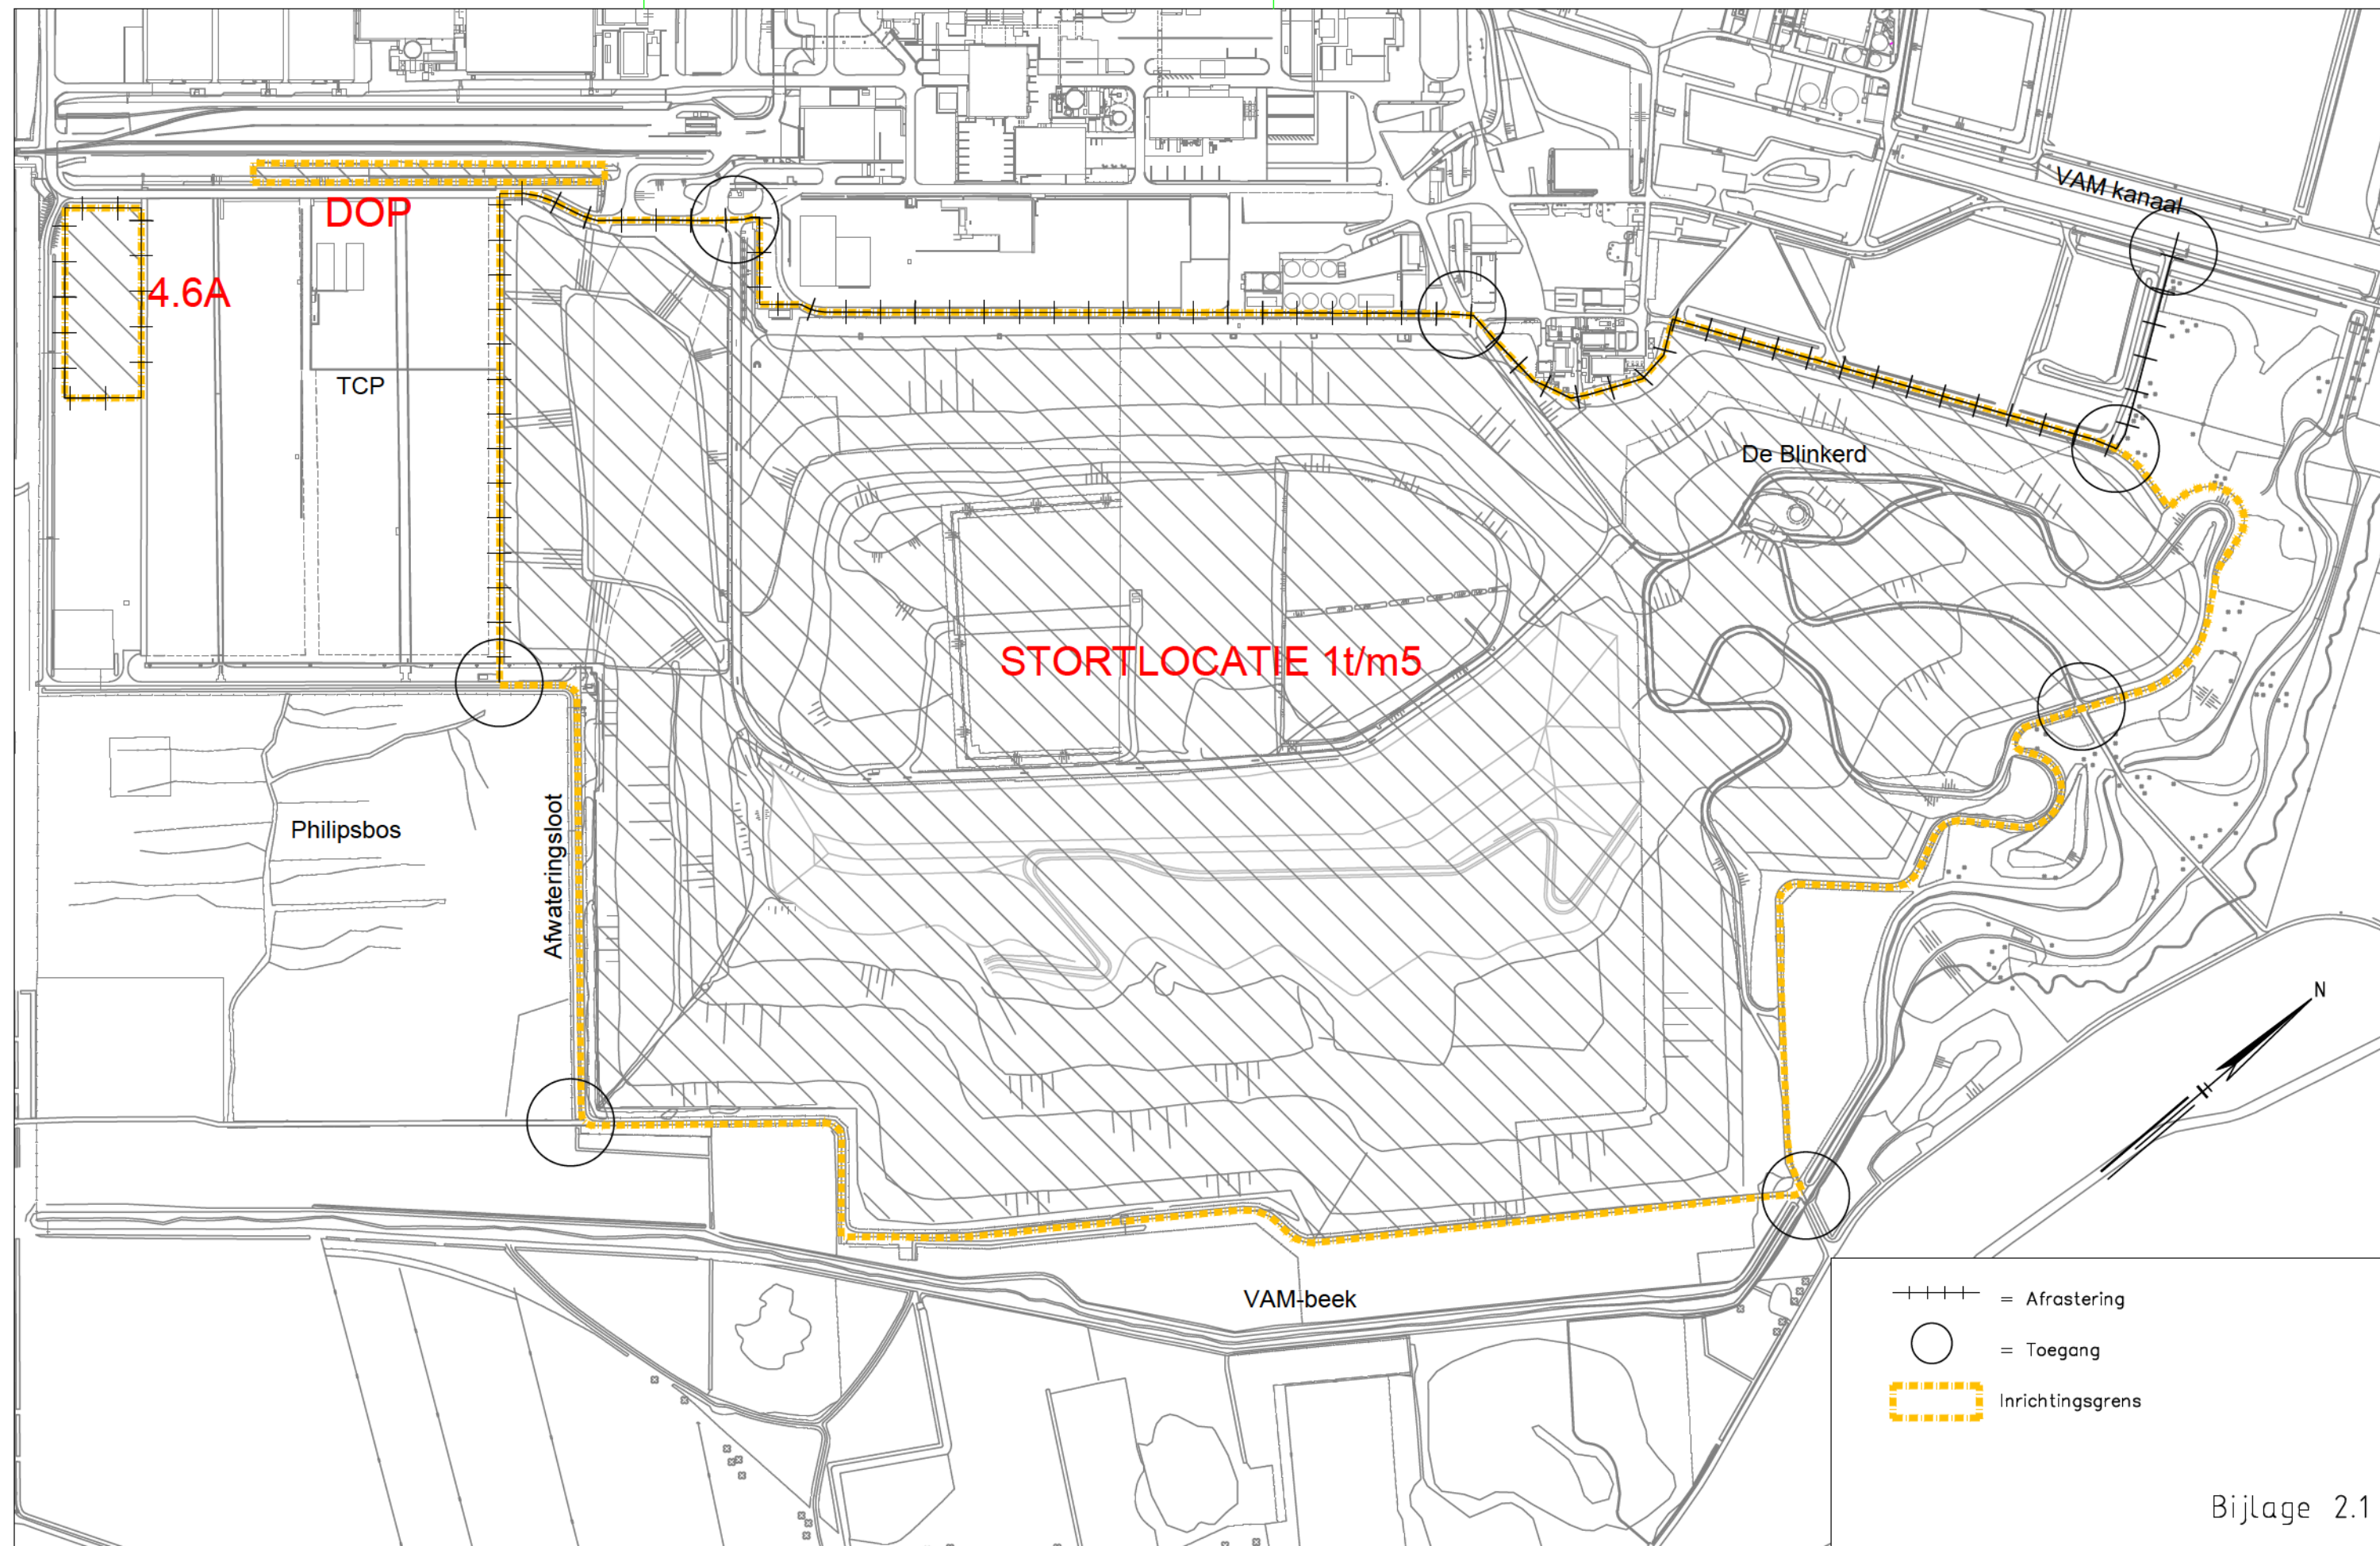 VAM kanaal
DOP
4.6A
TCP
De Blinkerd
STORTLOCATIE 1t/m5
Philipsbos
Afwateringsloot
N
VAM-beek
= Afrastering
= Toegang
Inrichtingsgrens
Bijlage 2.1